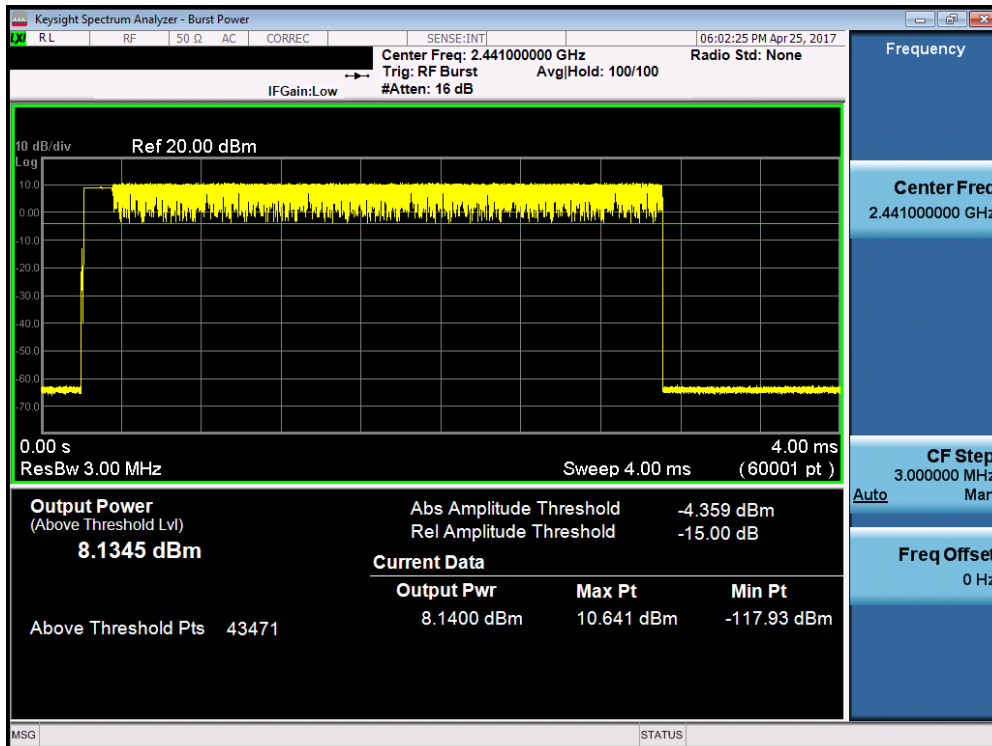 Keysight Spectrum Analyzer - Burst Power
LXI RL RF 50 Ω AC CORREC SENSE:INT 06:02:25 PM Apr 25, 2017
Center Freq: 2.441000000 GHz Radio Std: None
Trig: RF Burst Avg|Hold: 100/100
IFGain:Low #Atten: 16 dB
10 dB/div Ref 20.00 dBm
Log
10.0
0.00
-10.0
-20.0
-30.0
-40.0
-50.0
-60.0
-70.0
0.00 s 4.00 ms
ResBw 3.00 MHz Sweep 4.00 ms (60001 pt)
Output Power
(Above Threshold Lvl)
8.1345 dBm
Above Threshold Pts 43471
Abs Amplitude Threshold -4.359 dBm
Rel Amplitude Threshold -15.00 dB
Current Data
Output Pwr Max Pt Min Pt
8.1400 dBm 10.641 dBm -117.93 dBm
MSG STATUS
Frequency
Center Freq
2.441000000 GHz
CF Step
3.000000 MHz
Auto Man
Freq Offset
0 Hz